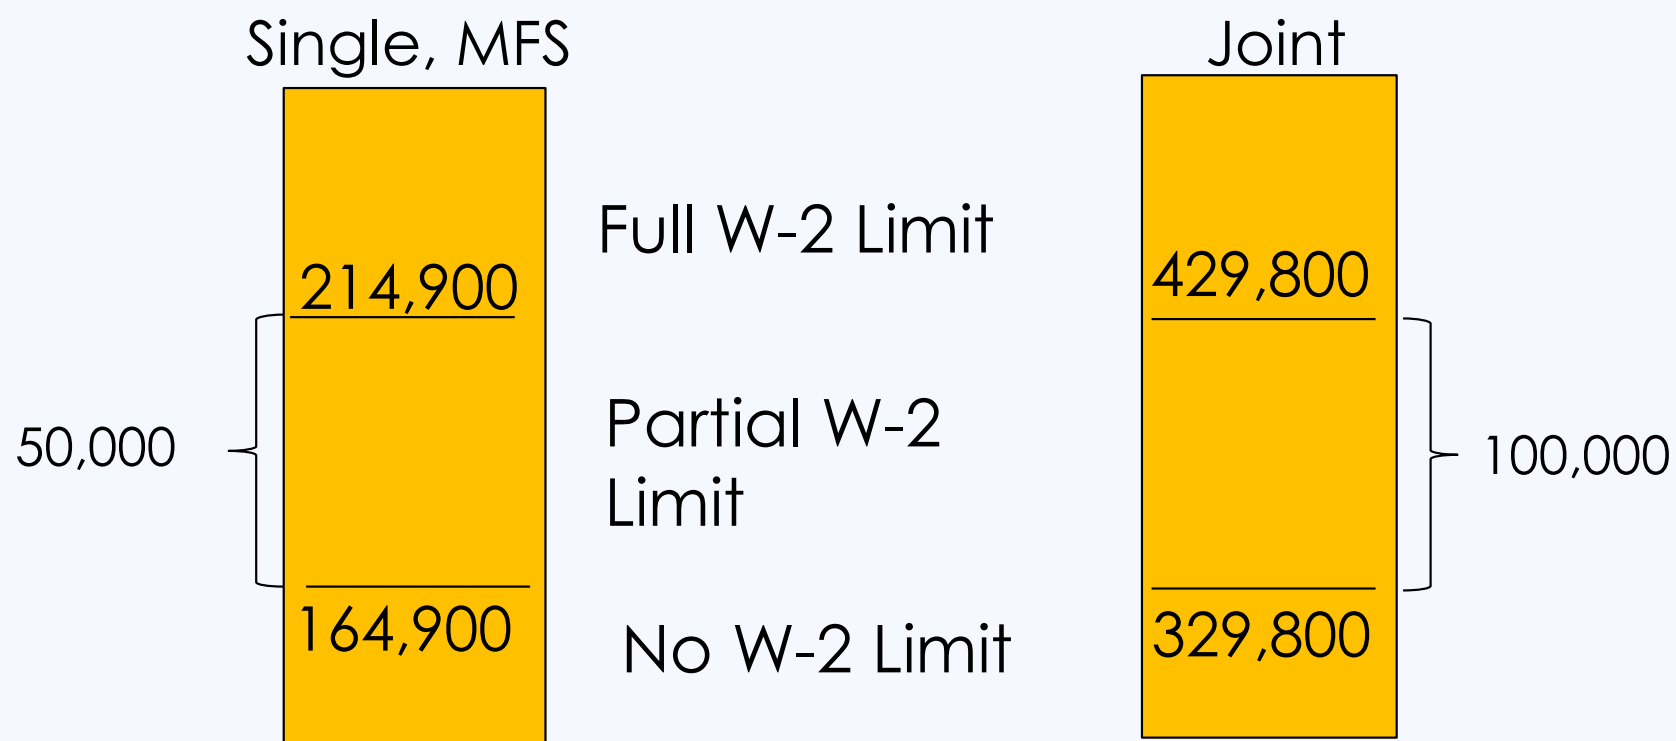 Single, MFS
Joint
Full W-2 Limit
214,900
429,800
50,000
Partial W-2
Limit
100,000
164,900
No W-2 Limit
329,800